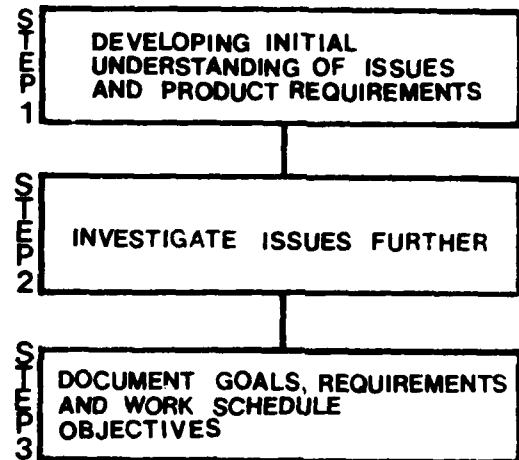 STEP 1
DEVELOPING INITIAL
UNDERSTANDING OF ISSUES
AND PRODUCT REQUIREMENTS
STEP 2
INVESTIGATE ISSUES FURTHER
STEP 3
DOCUMENT GOALS, REQUIREMENTS
AND WORK SCHEDULE
OBJECTIVES